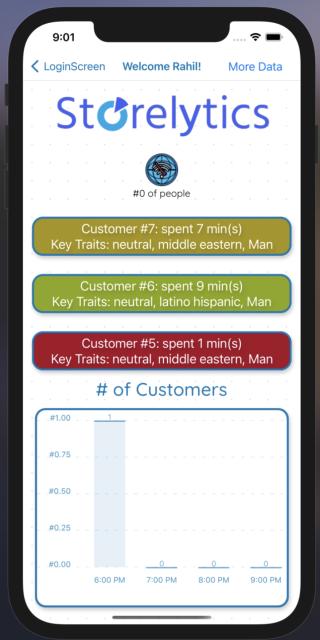 9:01
LoginScreen Welcome Rahil! More Data
Storelytics
#0 of people
Customer #7: spent 7 min(s)
Key Traits: neutral, middle eastern, Man
Customer #6: spent 9 min(s)
Key Traits: neutral, latino hispanic, Man
Customer #5: spent 1 min(s)
Key Traits: neutral, middle eastern, Man
# of Customers
#1.00
1
#0.75
#0.50
#0.25
#0.00
0 0 0
6:00 PM 7:00 PM 8:00 PM 9:00 PM